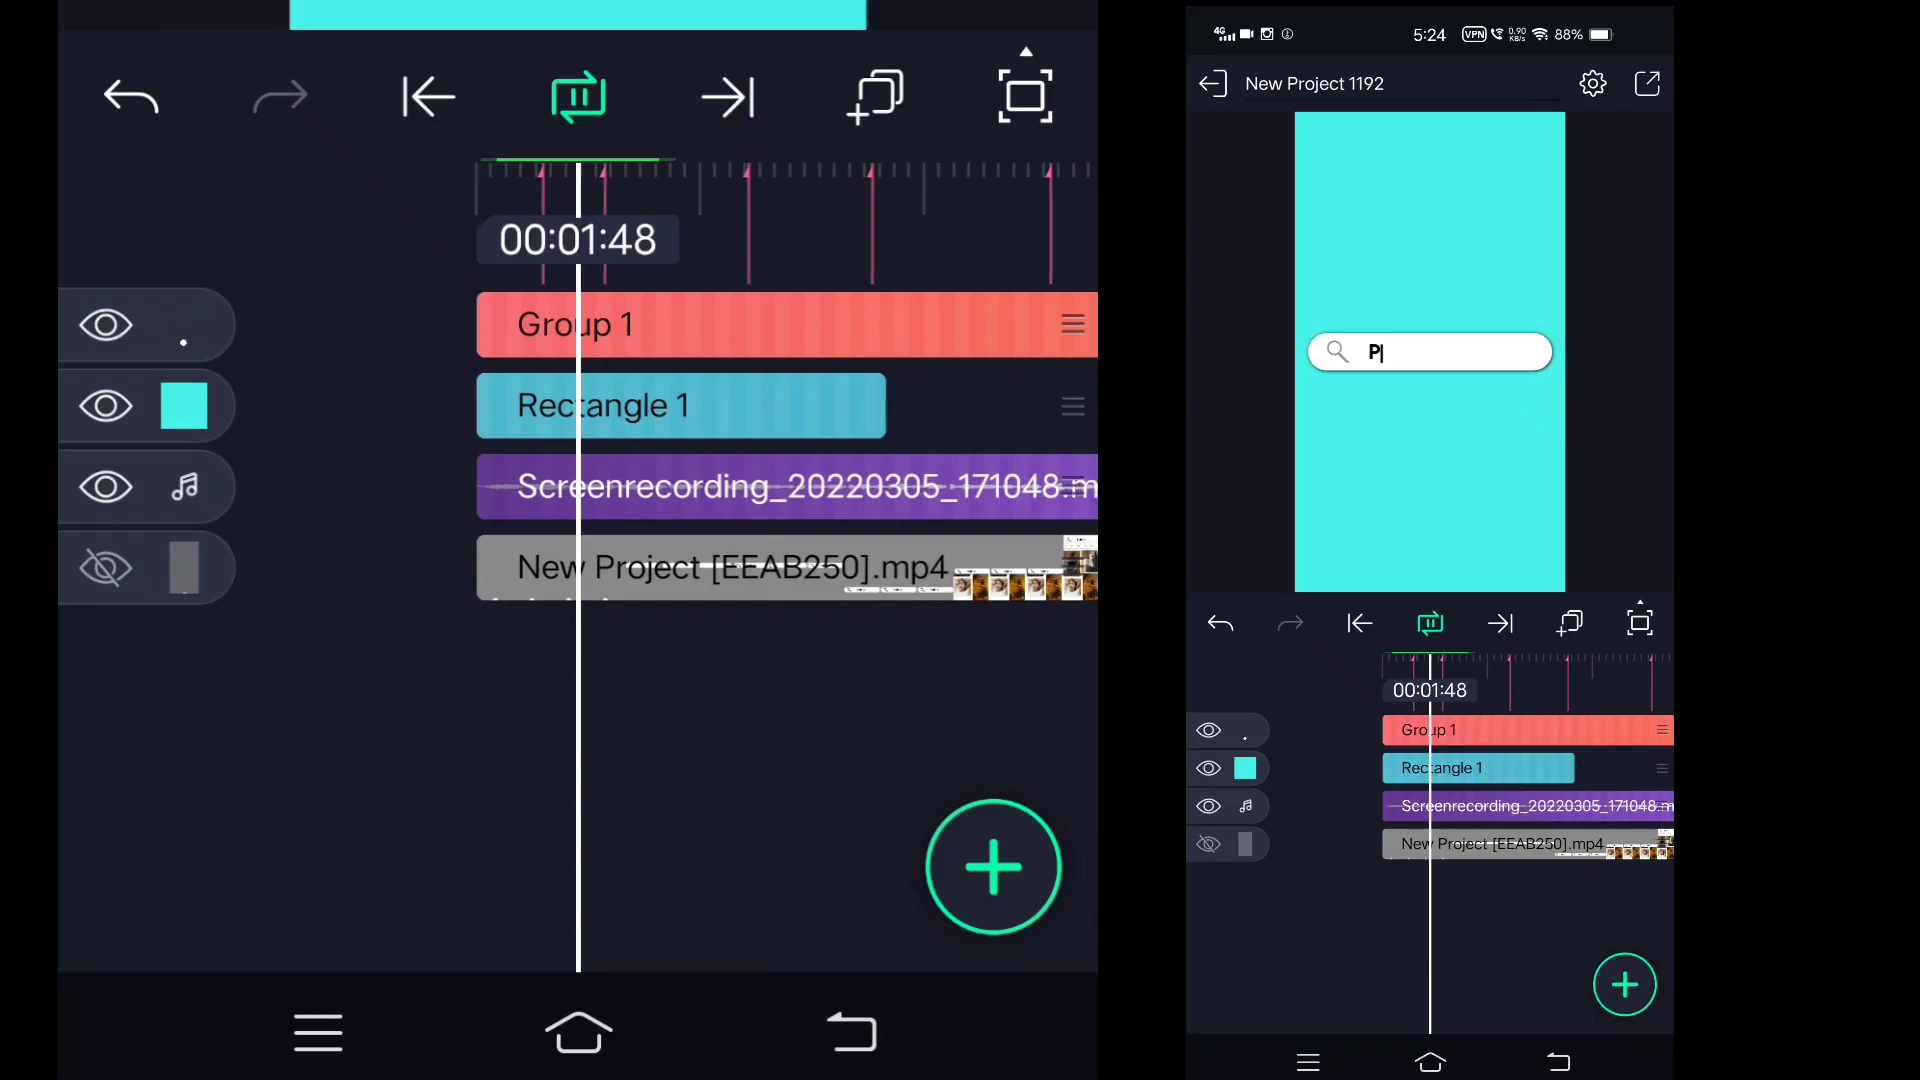 00:01:48
Group 1
Rectangle 1
Screenrecording_20220305_171048.m
New Project [EEAB250].mp4
4G
5:24
VPN
0.90
KB/s
88%
New Project 1192
P|
00:01:48
Group 1
Rectangle 1
Screenrecording_20220305_171048.m
New Project [EEAB250].mp4